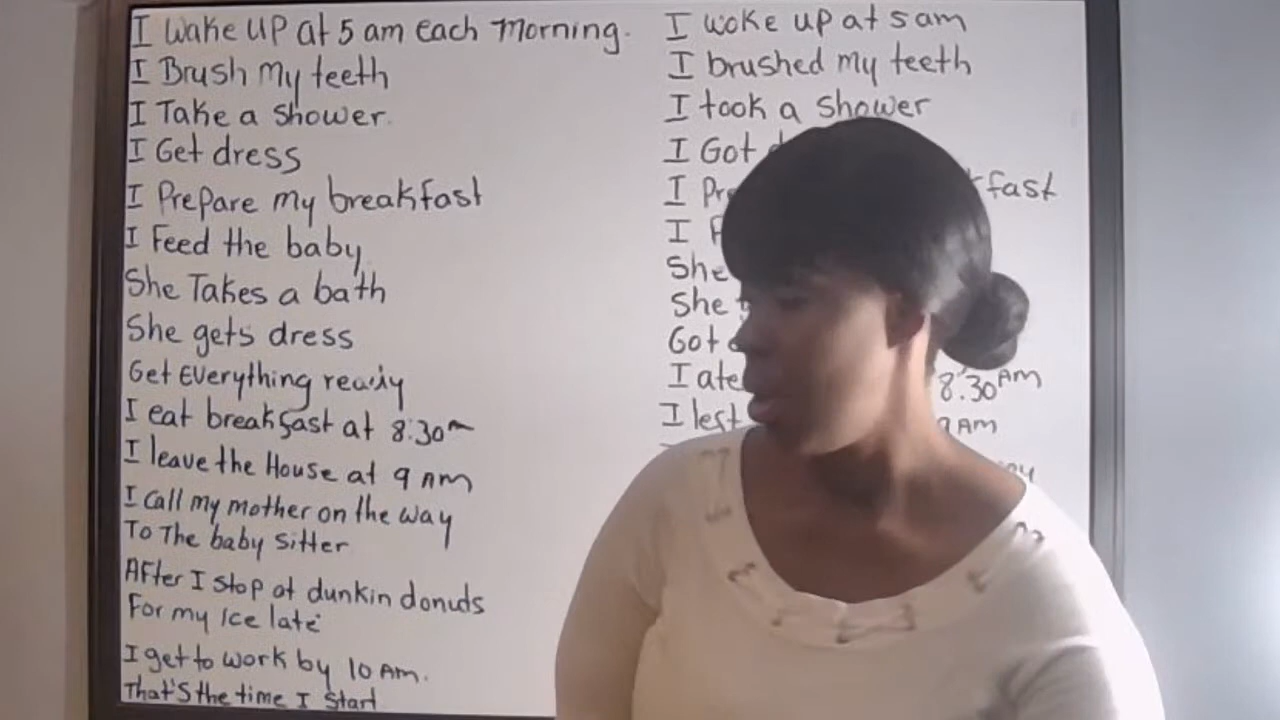 I Wake UP at 5 am Each Morning.
I Brush My teeth
I Take a Shower.
I Get dress
I Prepare my breakfast
I Feed the baby
She Takes a bath
She gets dress
Get Everything ready
I eat breakfast at 8:30 am
I leave the House at 9 AM
I call my mother on the way
To The baby Sitter
After I stop at dunkin donuts
For my Ice late
I get to work by 10 AM.
That's the time I Start
I woke up at 5 am
I brushed my teeth
I took a shower
I Got
I fast
I
She
She
Got
I ate 8:30 AM
I left 9 AM